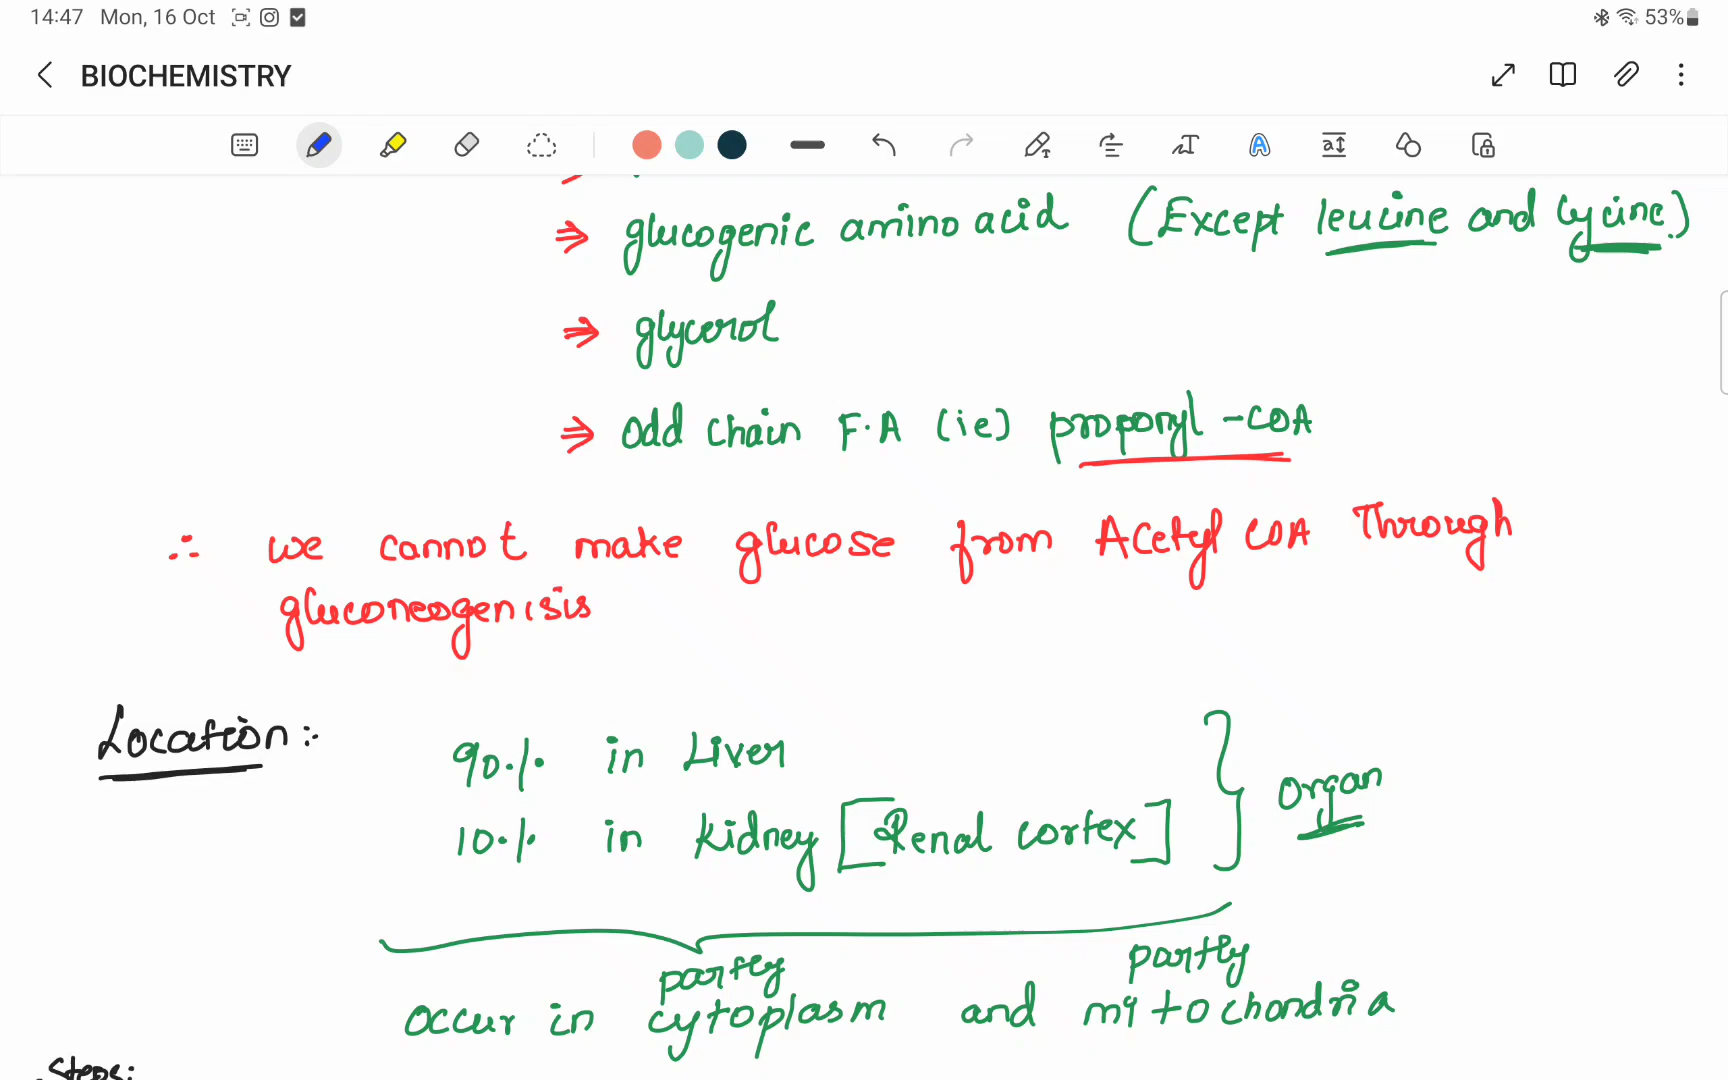 14:47 Mon, 16 Oct 53%
BIOCHEMISTRY
⇒ glucogenic amino acid (Except leucine and lycine.)
⇒ glycerol
⇒ odd chain F.A (ie) proponyl-COA
∴ we cannot make glucose from Acetyl COA Through
gluconeogenisis
Location:-
90% in Liver
10% in kidney [Renal cortex]
organ
partly partly
occur in cytoplasm and mitochondria
Steps: